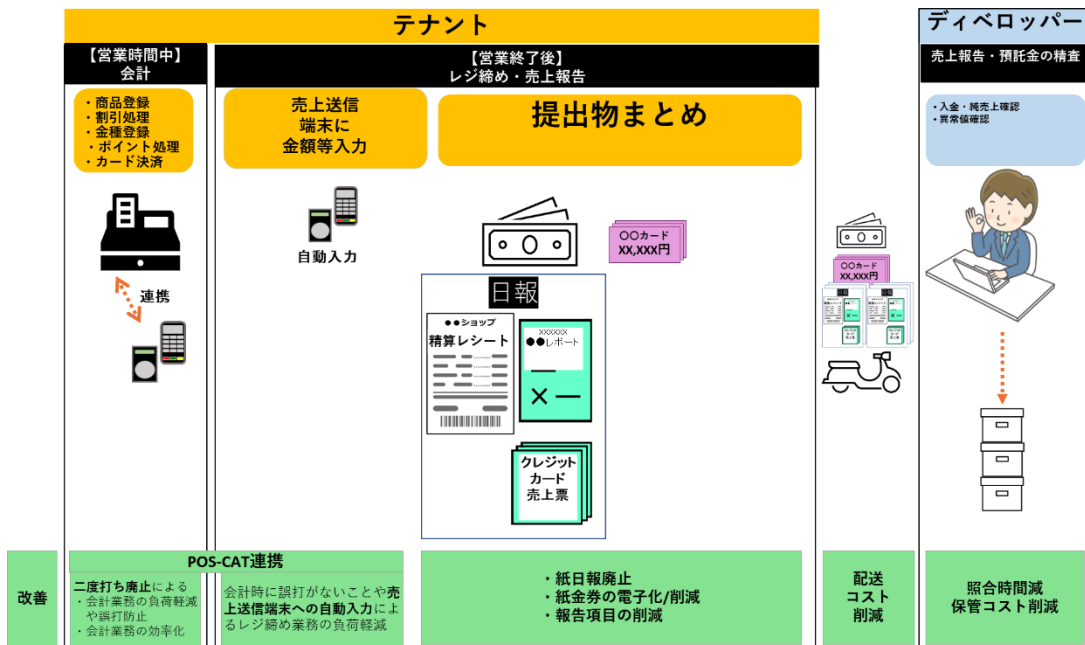 テナント
ディベロッパー
【営業時間中】
会計
【営業終了後】
レジ締め・売上報告
売上報告・預託金の精査
・商品登録
・割引処理
・金種登録
・ポイント処理
・カード決済
売上送信
端末に
金額等入力
提出物まとめ
・入金・純売上確認
・異常値確認
自動入力
〇〇カード
XX,XXX円
連携
日報
●●ショップ
精算レシート
XXXXXX
●●レポート
クレジット
カード
売上票
〇〇カード
XX,XXX円
日報
改善
POS-CAT連携
二度打ち廃止による
・会計業務の負荷軽減
や誤打防止
・会計業務の効率化
会計時に誤打がないことや売
上送信端末への自動入力によ
るレジ締め業務の負荷軽減
・紙日報廃止
・紙金券の電子化/削減
・報告項目の削減
配送
コスト
削減
照合時間減
保管コスト削減